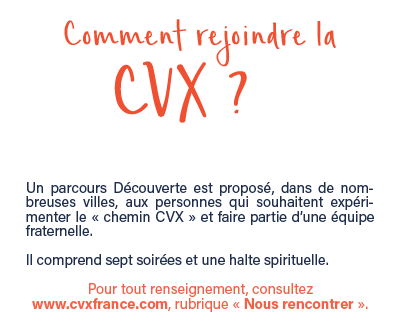 Comment rejoindre la
CVX ?
Un parcours Découverte est proposé, dans de nom-
breuses villes, aux personnes qui souhaitent expéri-
menter le « chemin CVX » et faire partie d'une équipe
fraternelle.
Il comprend sept soirées et une halte spirituelle.
Pour tout renseignement, consultez
www.cvxfrance.com, rubrique « Nous rencontrer ».